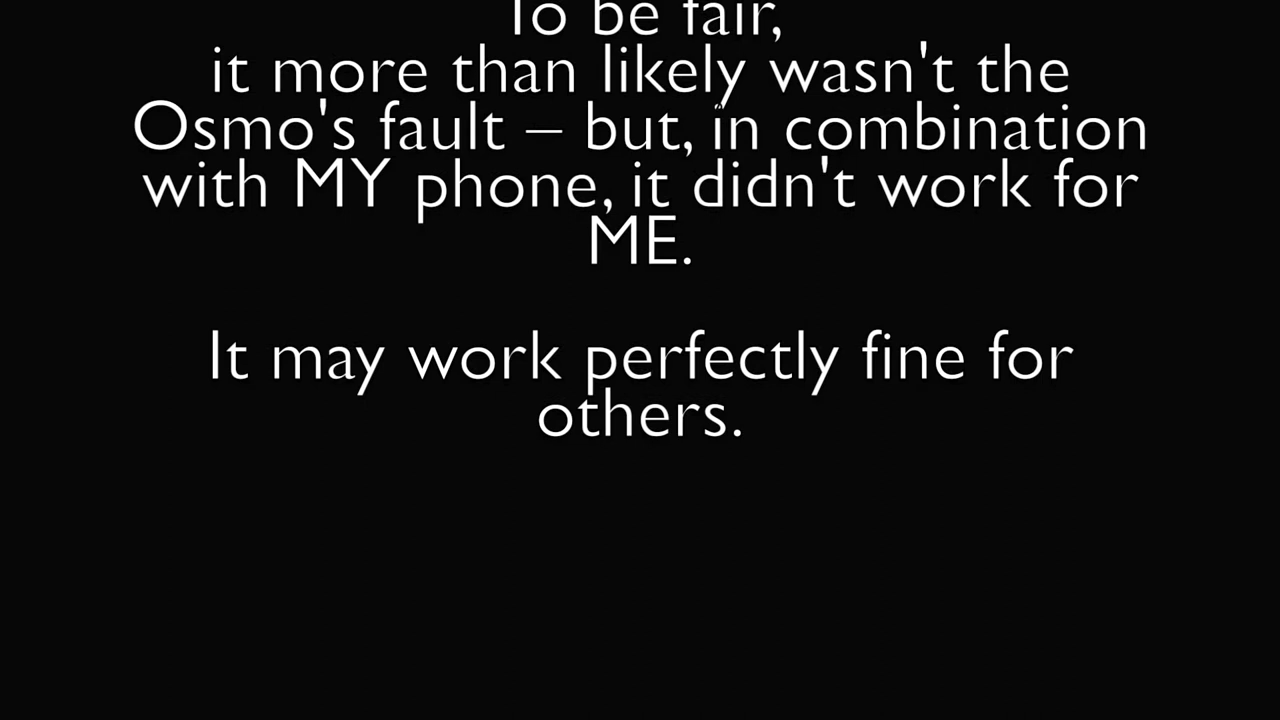 To be fair,
it more than likely wasn't the
Osmo's fault – but, in combination
with MY phone, it didn't work for
ME.
It may work perfectly fine for
others.